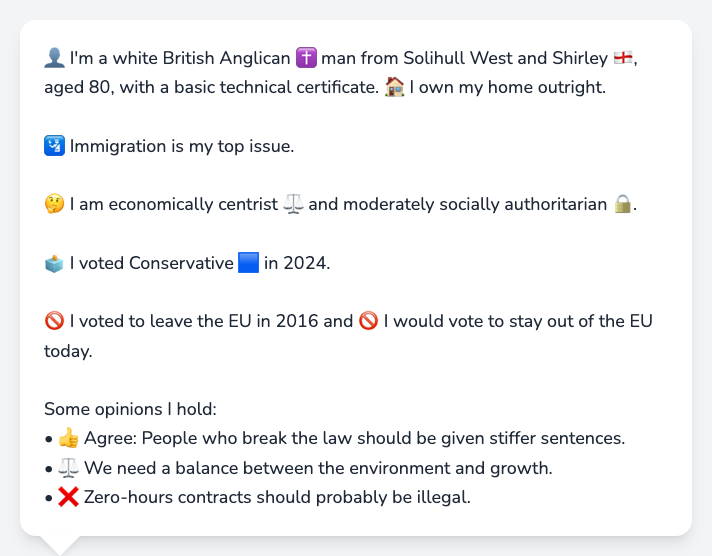 👤 I'm a white British Anglican ✝️ man from Solihull West and Shirley 🏴󠁧󠁢󠁥󠁮󠁧󠁿,
aged 80, with a basic technical certificate. 🏠 I own my home outright.
🛂 Immigration is my top issue.
🤔 I am economically centrist ⚖️ and moderately socially authoritarian 🔒.
🗳️ I voted Conservative 🟦 in 2024.
🚫 I voted to leave the EU in 2016 and 🚫 I would vote to stay out of the EU
today.
Some opinions I hold:
• 👍 Agree: People who break the law should be given stiffer sentences.
• ⚖️ We need a balance between the environment and growth.
• ❌ Zero-hours contracts should probably be illegal.